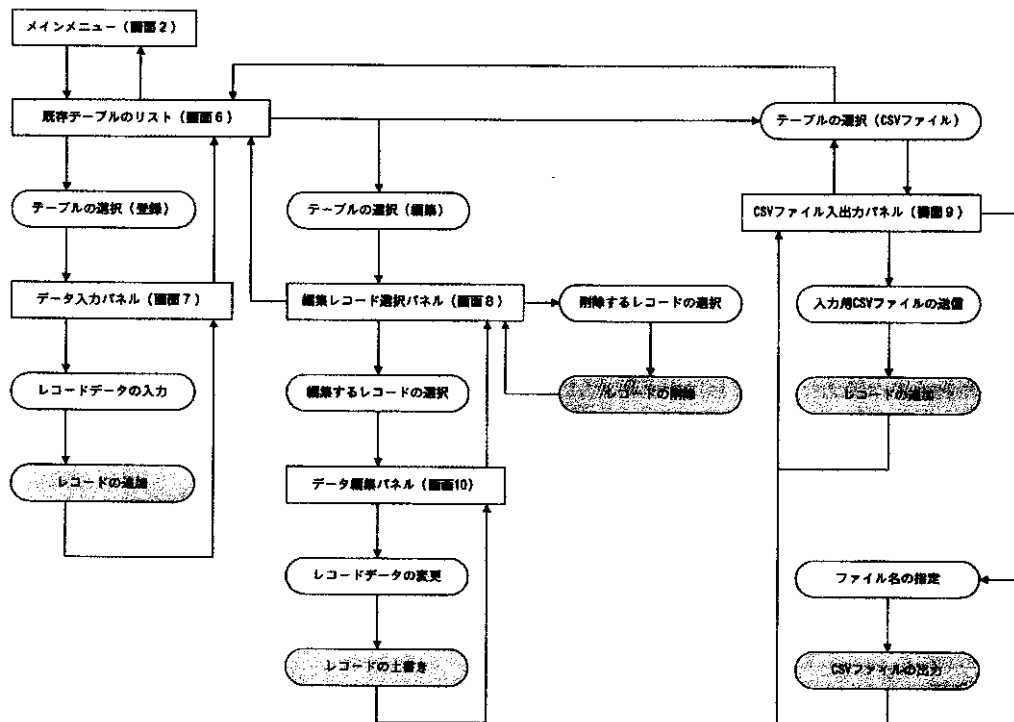 メインメニュー（画面２）
既存テーブルのリスト（画面６）
テーブルの選択（CSVファイル）
テーブルの選択（登録）
テーブルの選択（編集）
CSVファイル入出力パネル（画面９）
データ入力パネル（画面７）
編集レコード選択パネル（画面８）
削除するレコードの選択
入力用CSVファイルの送信
レコードデータの入力
編集するレコードの選択
レコードの削除
レコードの追加
レコードの追加
データ編集パネル（画面10）
レコードデータの変更
ファイル名の指定
レコードの上書き
CSVファイルの出力